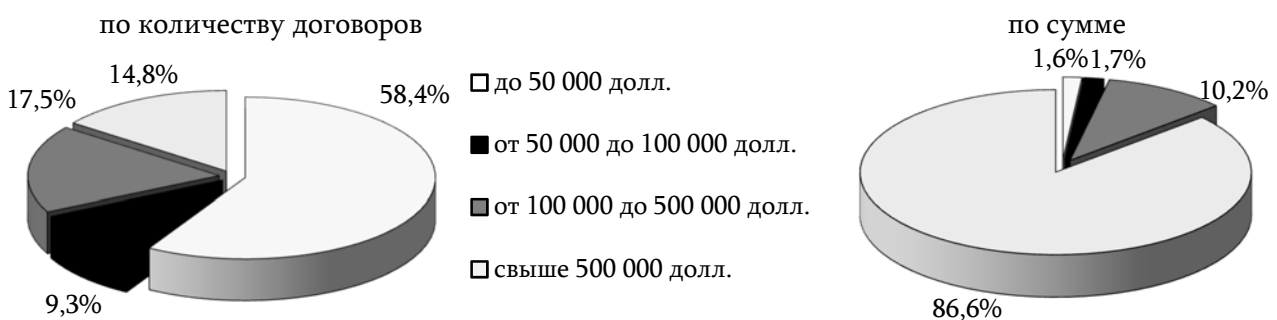 по количеству договоров
14,8%
17,5%
58,4%
9,3%
до 50 000 долл.
от 50 000 до 100 000 долл.
от 100 000 до 500 000 долл.
свыше 500 000 долл.
по сумме
1,6%
1,7%
10,2%
86,6%